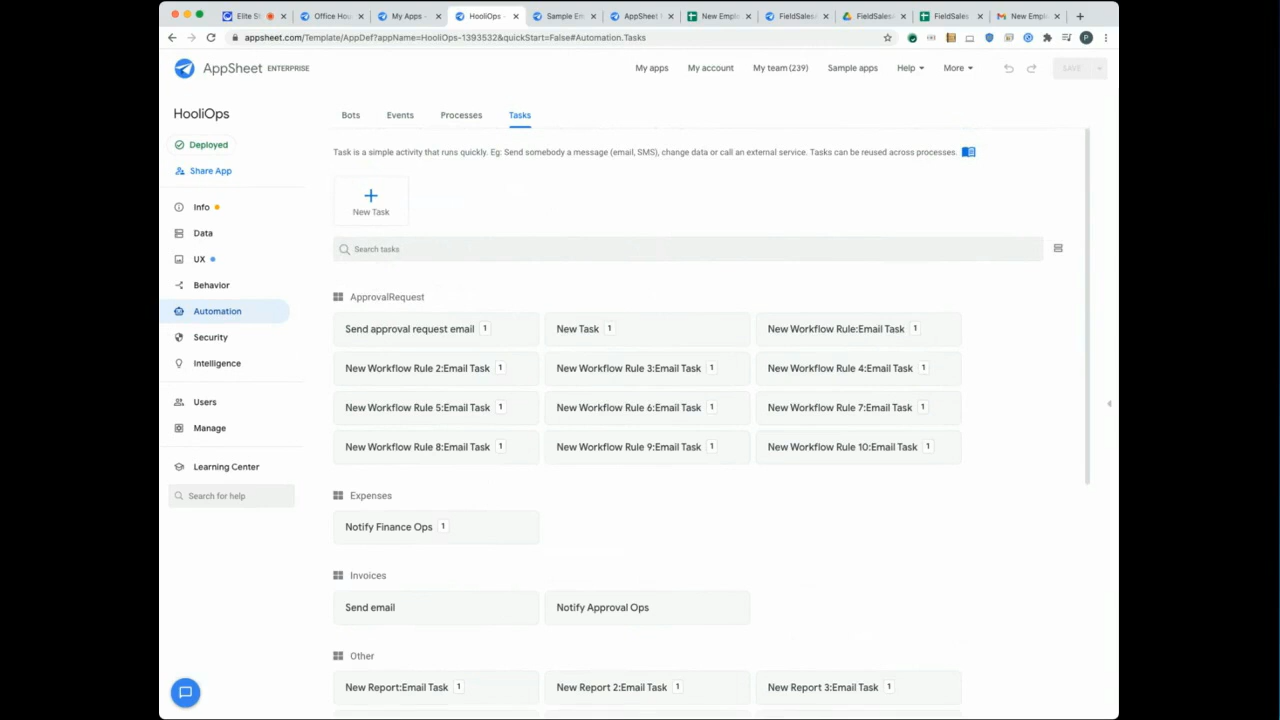 Elite S
Office Hou
My Apps -
HooliOps -
Sample Em
AppSheet
New Emple
FieldSales
FieldSales
FieldSales
New Emple
appsheet.com/Template/AppDef?appName=HooliOps-1393532&quickStart=False#Automation.Tasks
P
AppSheet ENTERPRISE
My apps
My account
My team (239)
Sample apps
Help
More
SAVE
HooliOps
Deployed
Share App
Info
Data
UX
Behavior
Automation
Security
Intelligence
Users
Manage
Learning Center
Search for help
Bots
Events
Processes
Tasks
Task is a simple activity that runs quickly. Eg: Send somebody a message (email, SMS), change data or call an external service. Tasks can be reused across processes.
New Task
Search tasks
ApprovalRequest
Send approval request email 1
New Task 1
New Workflow Rule:Email Task 1
New Workflow Rule 2:Email Task 1
New Workflow Rule 3:Email Task 1
New Workflow Rule 4:Email Task 1
New Workflow Rule 5:Email Task 1
New Workflow Rule 6:Email Task 1
New Workflow Rule 7:Email Task 1
New Workflow Rule 8:Email Task 1
New Workflow Rule 9:Email Task 1
New Workflow Rule 10:Email Task 1
Expenses
Notify Finance Ops 1
Invoices
Send email
Notify Approval Ops
Other
New Report:Email Task 1
New Report 2:Email Task 1
New Report 3:Email Task 1